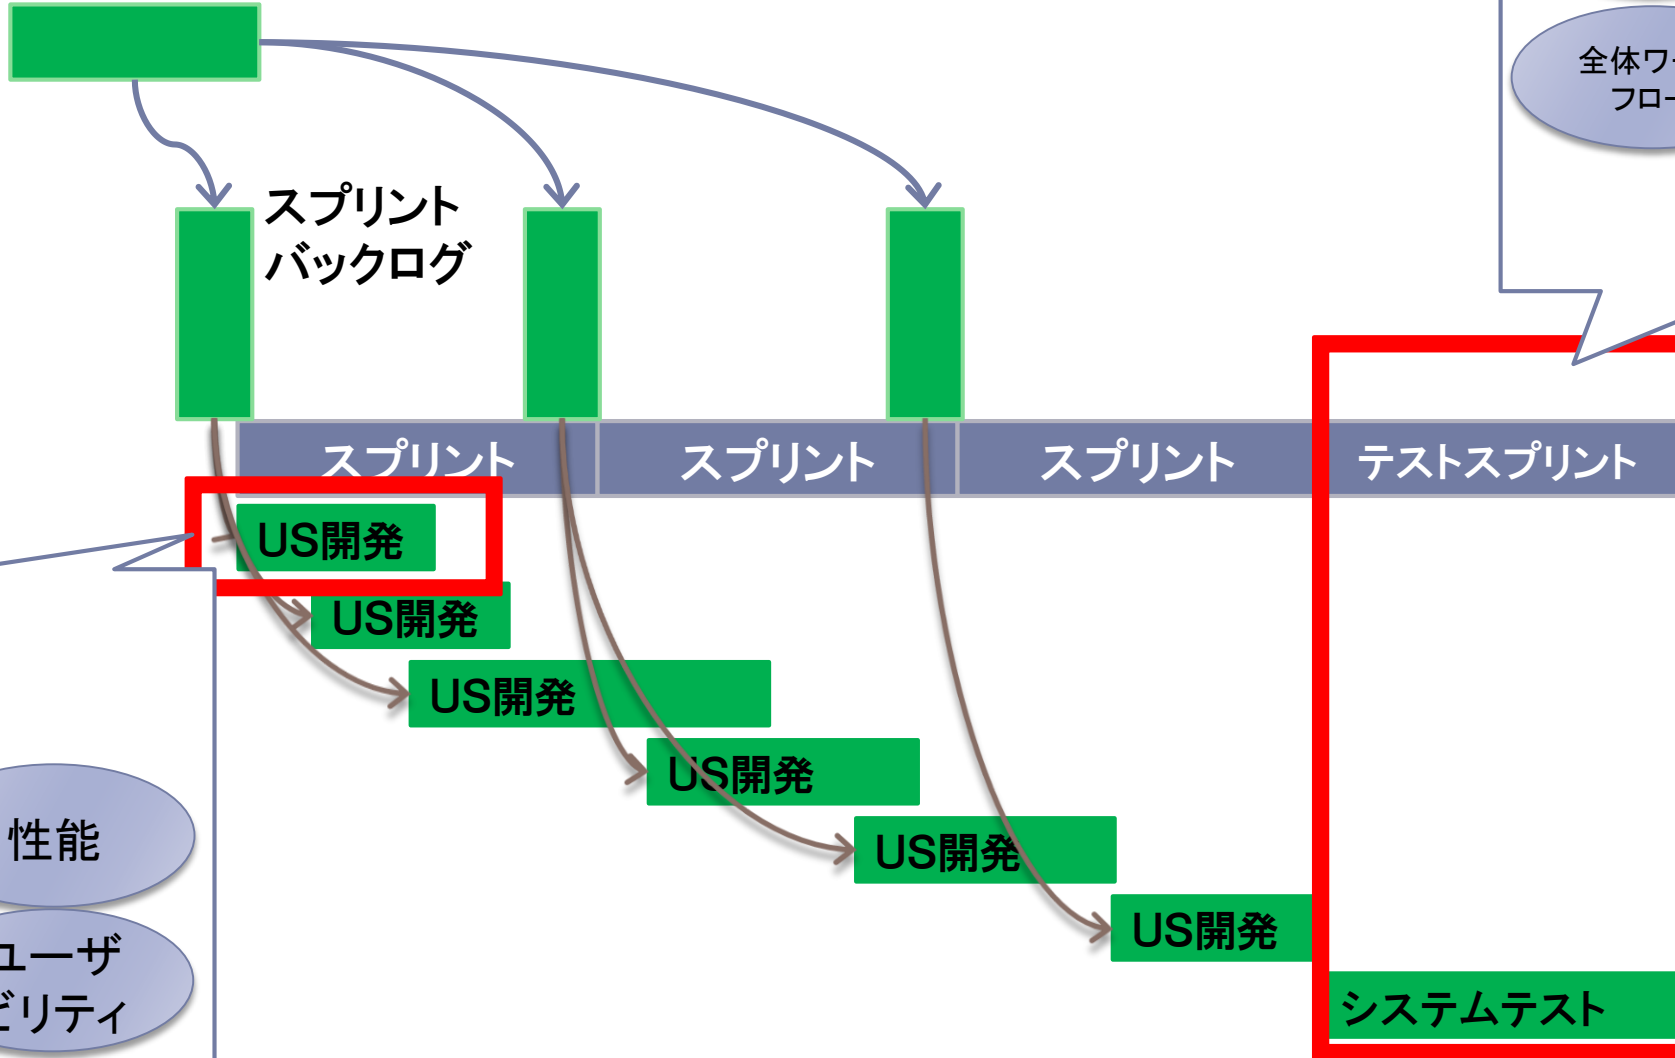 全体ワー
フロー
スプリント
バックログ
スプリント
スプリント
スプリント
テストスプリント
US開発
US開発
US開発
US開発
US開発
US開発
システムテスト
性能
ユーザ
ビリティ